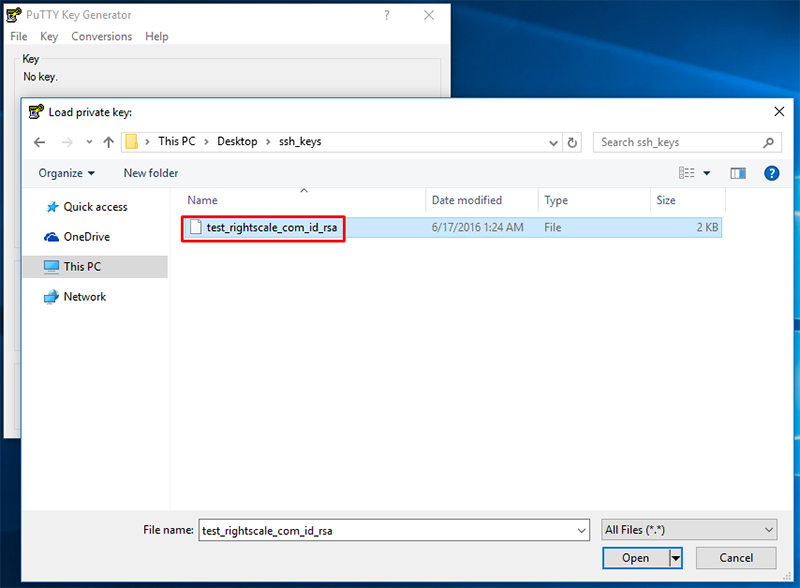 PuTTY Key Generator
File Key Conversions Help
Key
No key.
Load private key:
This PC > Desktop > ssh_keys
Search ssh_keys
Organize New folder
Name Date modified Type Size
test_rightscale_com_id_rsa 6/17/2016 1:24 AM File 2 KB
Quick access
OneDrive
This PC
Network
File name: test_rightscale_com_id_rsa All Files (*.*)
Open Cancel